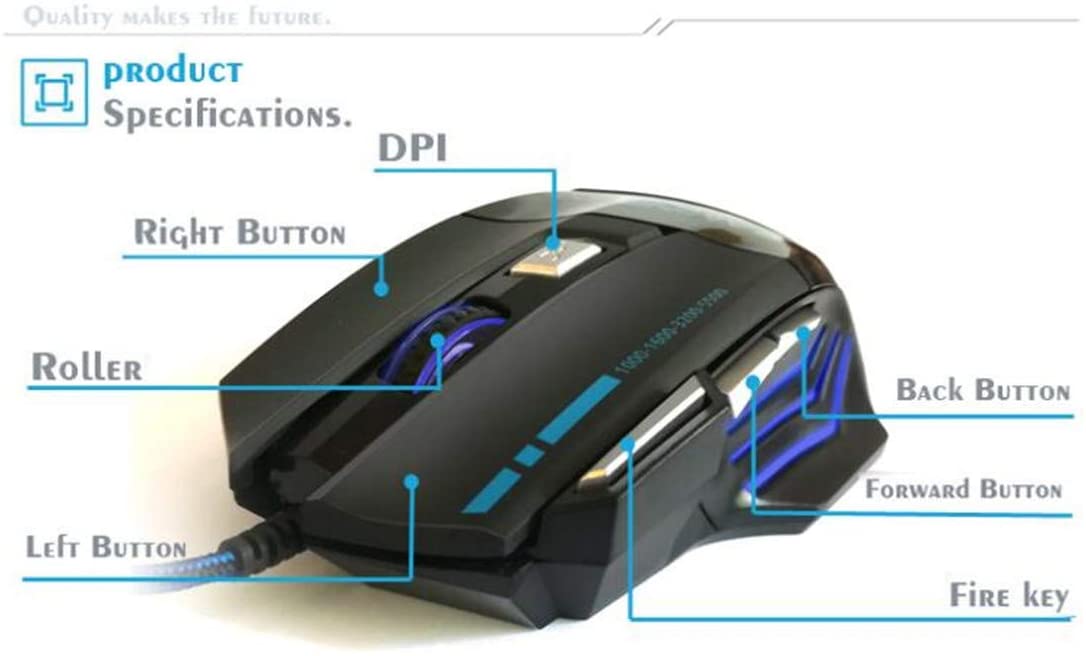 Quality makes the future.
product
Specifications.
DPI
Right Button
1000-1600-3200-5500
Roller
Back Button
Forward Button
Left Button
Fire key